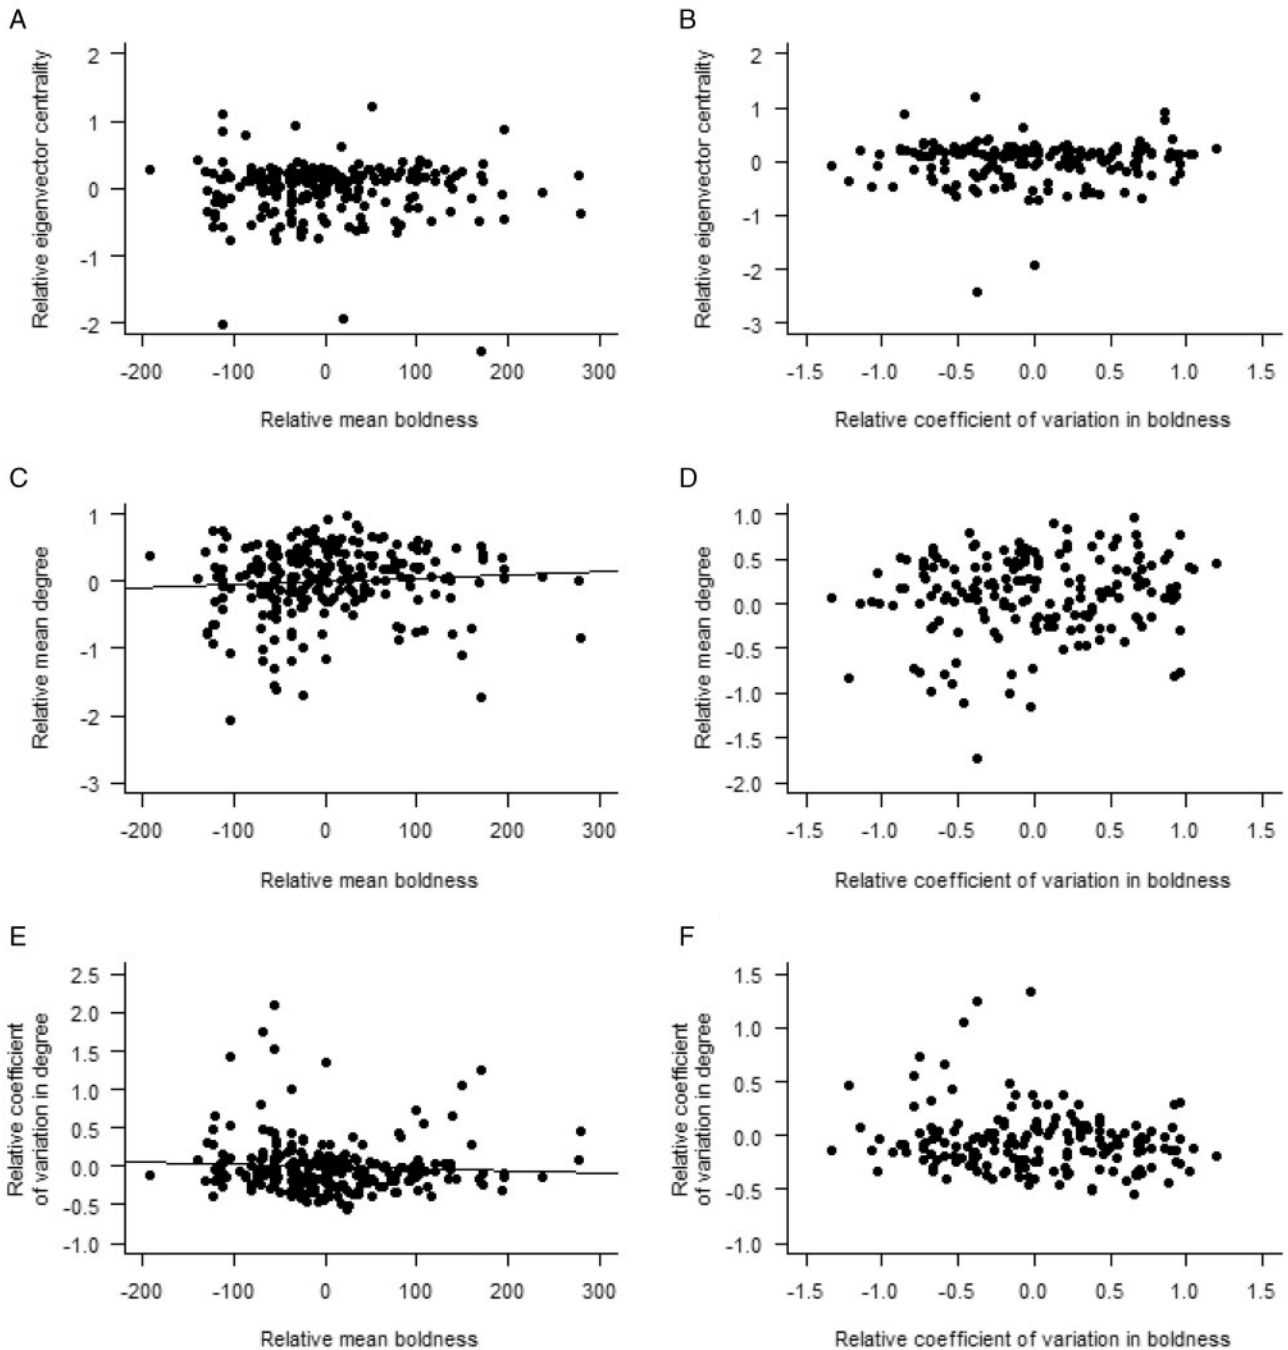 A
Relative eigenvector centrality
2
1
0
-1
-2
-200 -100 0 100 200 300
Relative mean boldness
B
Relative eigenvector centrality
2
1
0
-1
-2
-3
-1.5 -1.0 -0.5 0.0 0.5 1.0 1.5
Relative coefficient of variation in boldness
C
Relative mean degree
1
0
-1
-2
-3
-200 -100 0 100 200 300
Relative mean boldness
D
Relative mean degree
1.0
0.5
0.0
-0.5
-1.0
-1.5
-2.0
-1.5 -1.0 -0.5 0.0 0.5 1.0 1.5
Relative coefficient of variation in boldness
E
Relative coefficient
of variation in degree
2.5
2.0
1.5
1.0
0.5
0.0
-0.5
-1.0
-200 -100 0 100 200 300
Relative mean boldness
F
Relative coefficient
of variation in degree
1.5
1.0
0.5
0.0
-0.5
-1.0
-1.5 -1.0 -0.5 0.0 0.5 1.0 1.5
Relative coefficient of variation in boldness